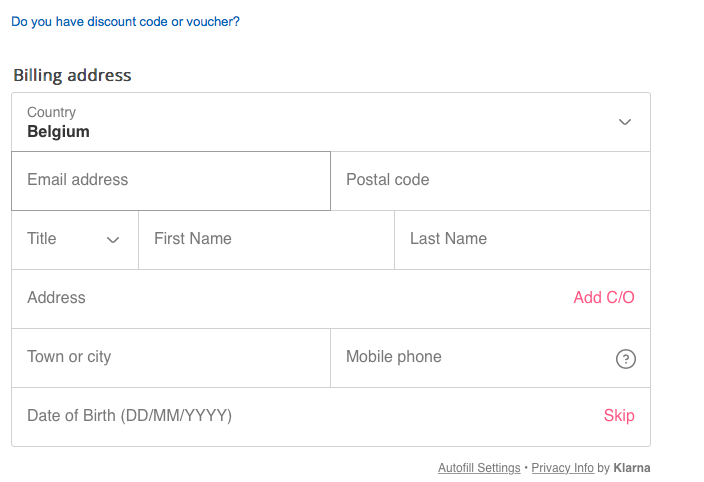 Do you have discount code or voucher?
Billing address
Country
Belgium
Email address Postal code
Title First Name Last Name
Address Add C/O
Town or city Mobile phone ?
Date of Birth (DD/MM/YYYY) Skip
Autofill Settings • Privacy Info by Klarna